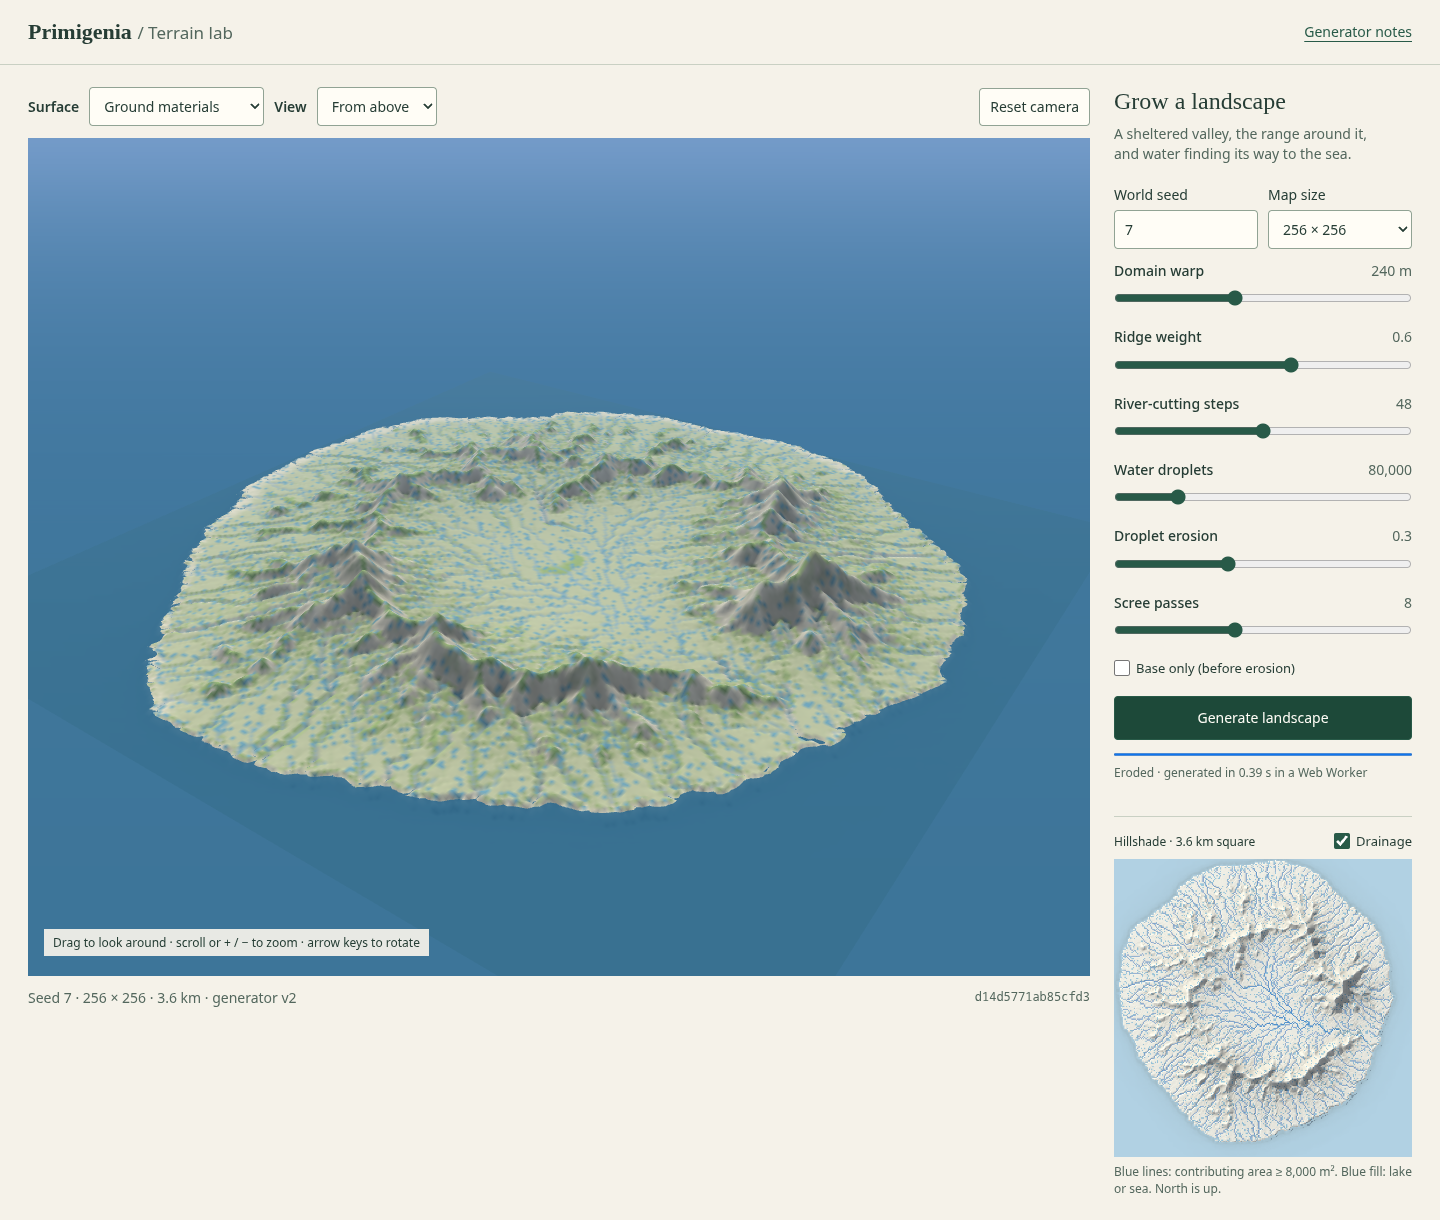 Primigenia / Terrain lab
Generator notes
Surface
Ground materials
View
From above
Reset camera
Drag to look around · scroll or + / − to zoom · arrow keys to rotate
Seed 7 · 256 × 256 · 3.6 km · generator v2
d14d5771ab85cfd3
Grow a landscape
A sheltered valley, the range around it,
and water finding its way to the sea.
World seed
Map size
7
256 × 256
Domain warp
240 m
Ridge weight
0.6
River-cutting steps
48
Water droplets
80,000
Droplet erosion
0.3
Scree passes
8
Base only (before erosion)
Generate landscape
Eroded · generated in 0.39 s in a Web Worker
Hillshade · 3.6 km square
Drainage
Blue lines: contributing area ≥ 8,000 m². Blue fill: lake
or sea. North is up.